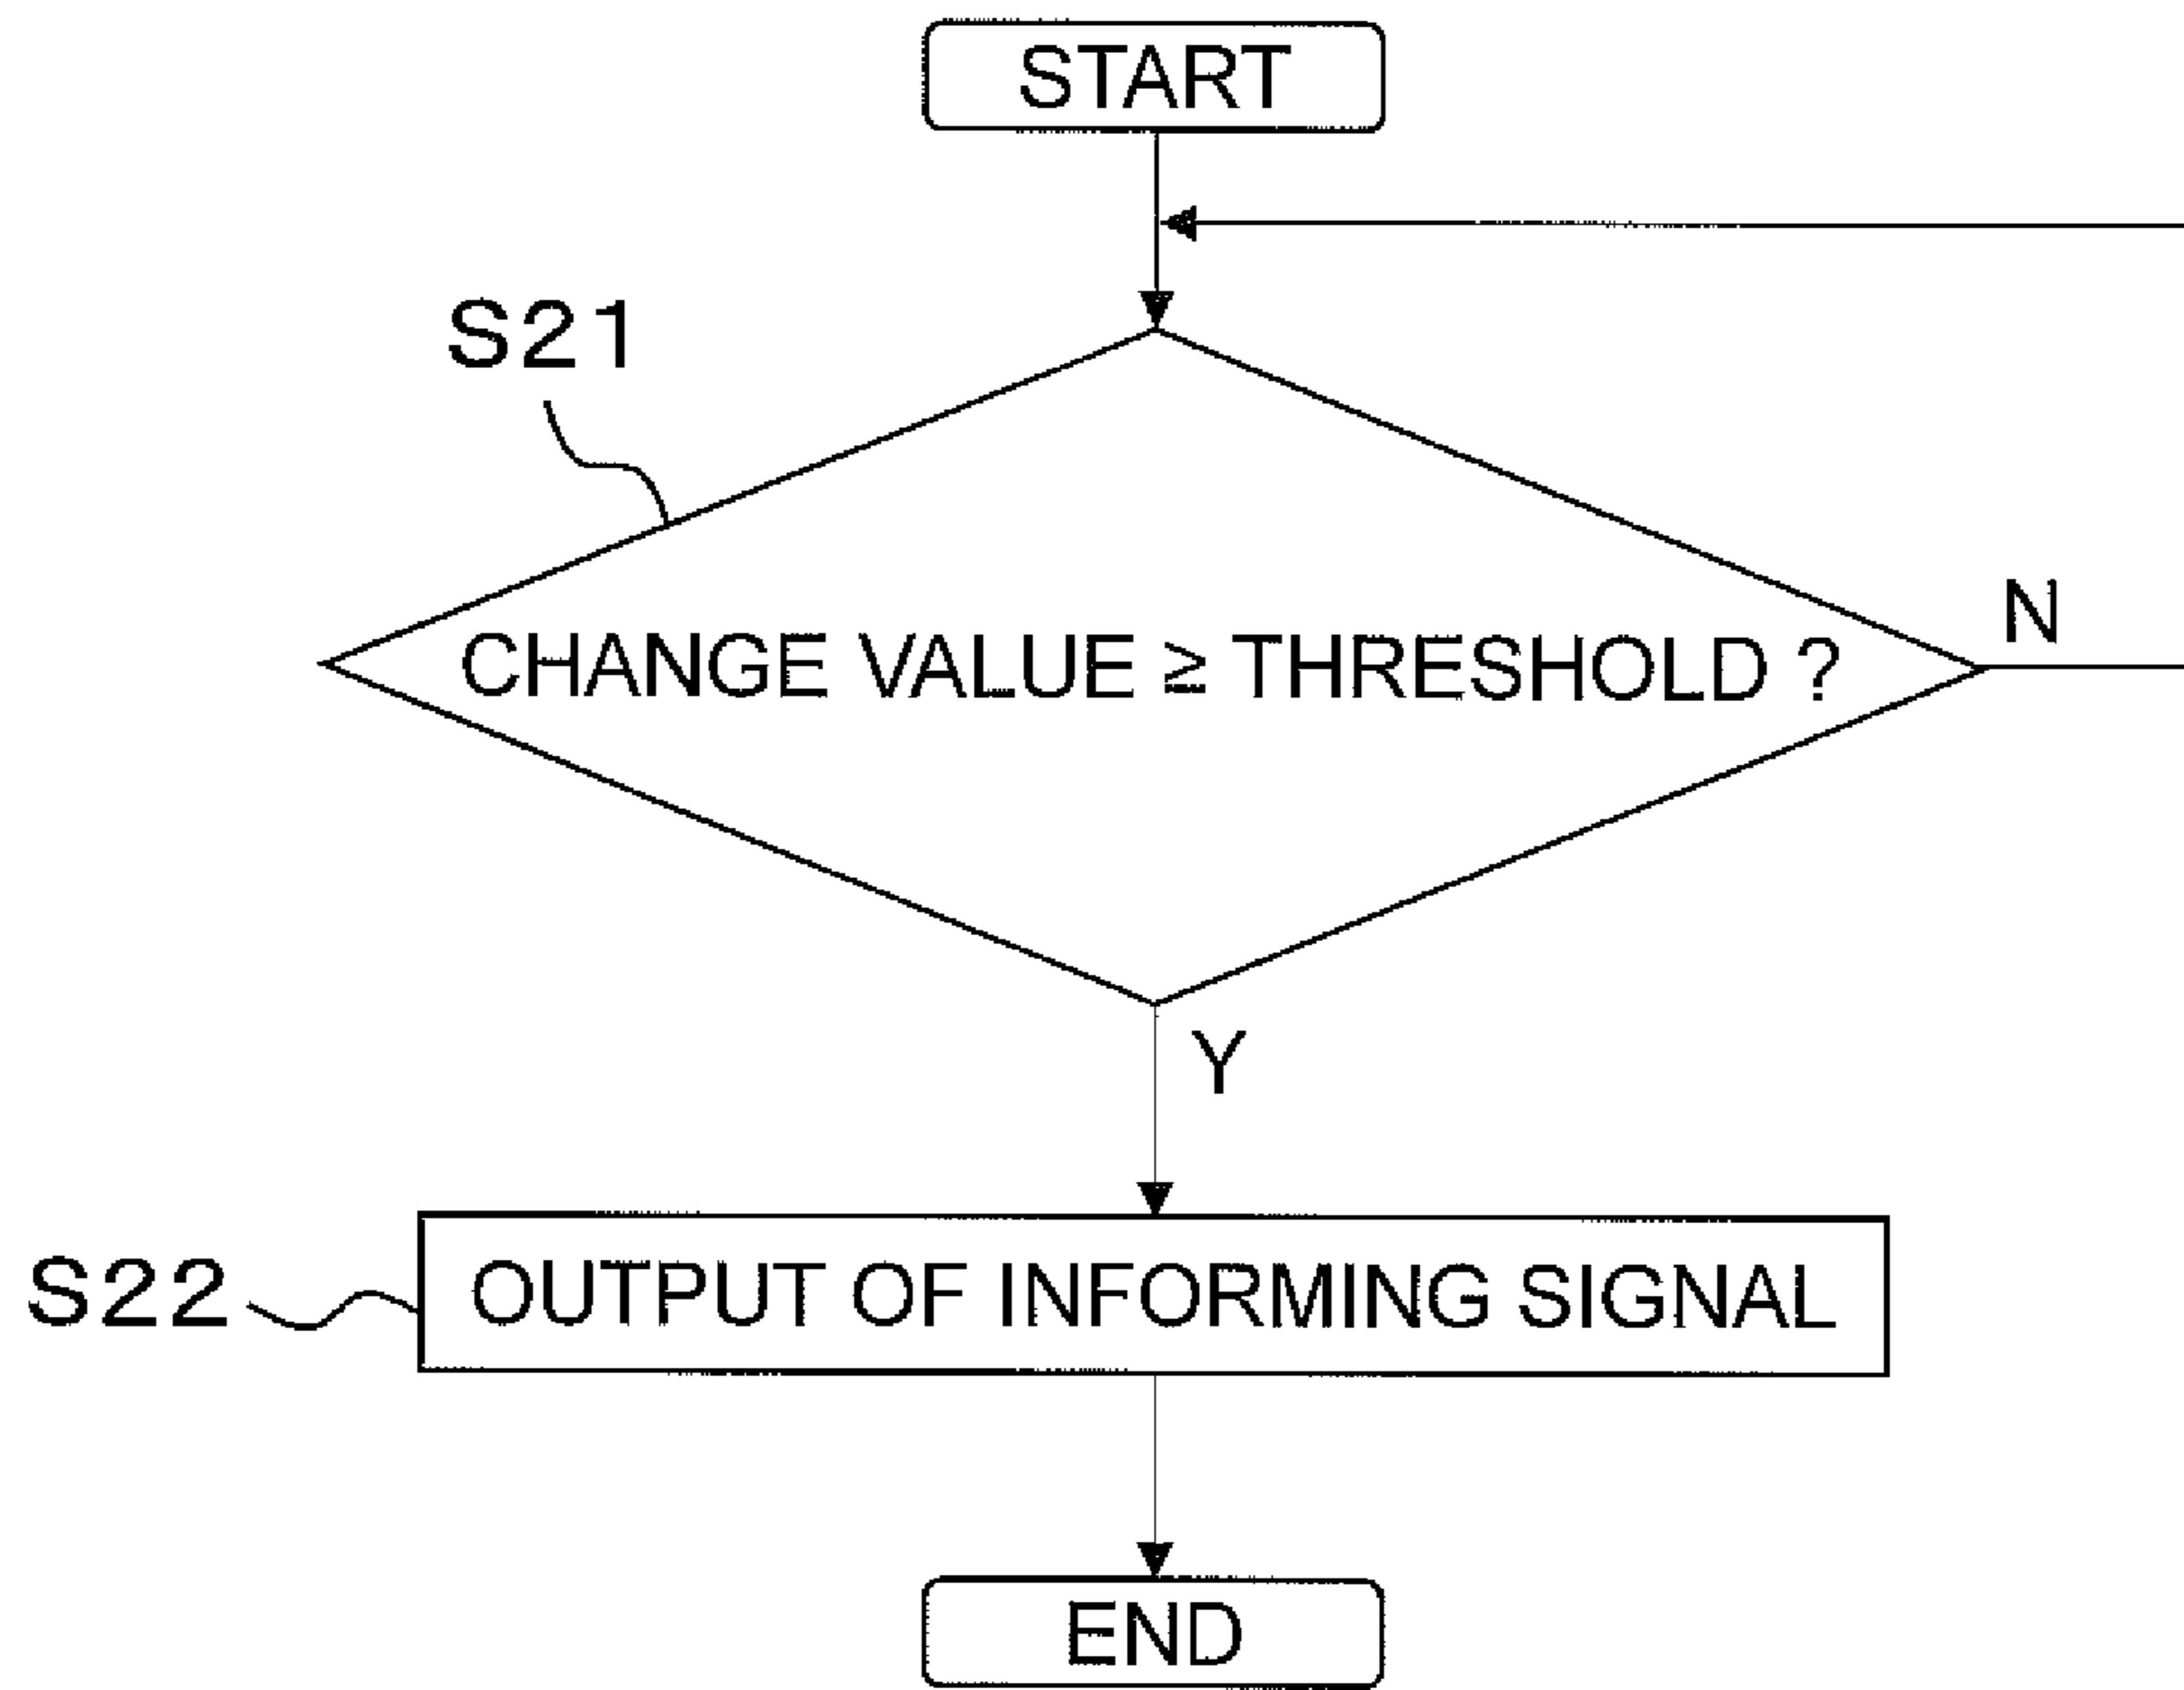 START
S21
CHANGE VALUE ≧ THRESHOLD ?
N
Y
S22
OUTPUT OF INFORMING SIGNAL
END